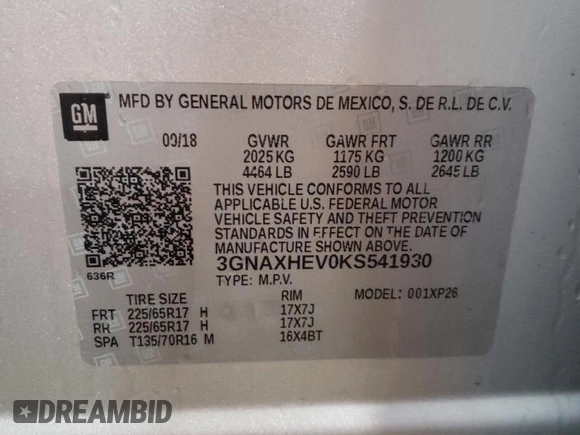 GM MFD BY GENERAL MOTORS DE MEXICO, S. DE R.L. DE C.V.
09/18 GVWR GAWR FRT GAWR RR
2025 KG 1175 KG 1200 KG
4464 LB 2590 LB 2645 LB
THIS VEHICLE CONFORMS TO ALL
APPLICABLE U.S. FEDERAL MOTOR
VEHICLE SAFETY AND THEFT PREVENTION
STANDARDS IN EFFECT ON THE DATE OF
MANUFACTURE SHOWN ABOVE.
3GNAXHEV0KS541930
636R
TYPE: M.P.V.
TIRE SIZE RIM MODEL: 001XP26
FRT 225/65R17 H 17X7J
RR 225/65R17 H 17X7J
SPA T135/70R16 M 16X4BT
DREAMBID